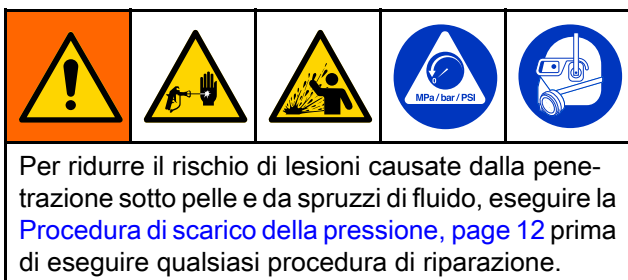 MPa/bar/PSI
Per ridurre il rischio di lesioni causate dalla pene-
trazione sotto pelle e da spruzzi di fluido, eseguire la
Procedura di scarico della pressione, page 12 prima
di eseguire qualsiasi procedura di riparazione.